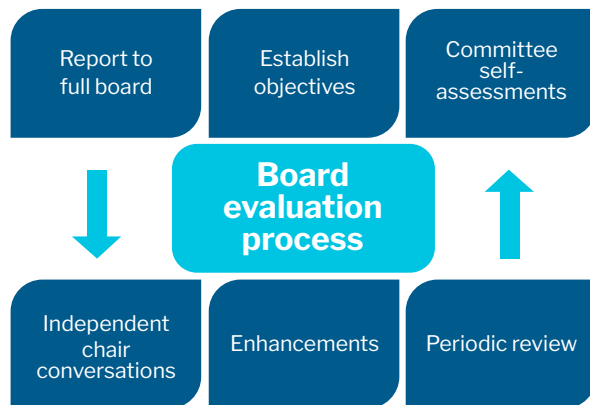 Report to
full board
Establish
objectives
Committee
self-
assessments
Board
evaluation
process
Independent
chair
conversations
Enhancements
Periodic review